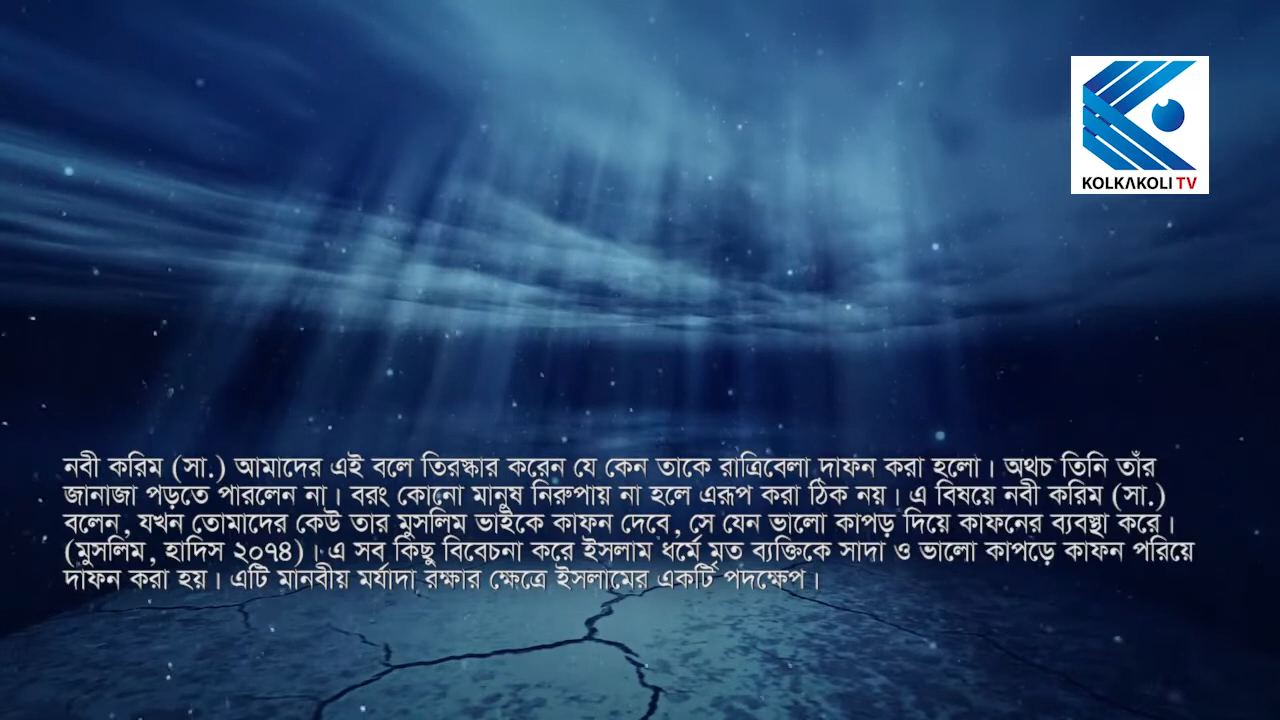 KOLKAKOLI TV
নবী করিম (সা.) আমাদের এই বলে তিরস্কার করেন যে কেন তাকে রাত্রিবেলা দাফন করা হলো। অথচ তিনি তাঁর
জানাজা পড়তে পারলেন না। বরং কোনো মানুষ নিরুপায় না হলে এরূপ করা ঠিক নয়। এ বিষয়ে নবী করিম (সা.)
বলেন, যখন তোমাদের কেউ তার মুসলিম ভাইকে কাফন দেবে, সে যেন ভালো কাপড় দিয়ে কাফনের ব্যবস্থা করে।
(মুসলিম, হাদিস ২০৭৪)। এ সব কিছু বিবেচনা করে ইসলাম ধর্মে মৃত ব্যক্তিকে সাদা ও ভালো কাপড়ে কাফন পরিয়ে
দাফন করা হয়। এটি মানবীয় মর্যাদা রক্ষার ক্ষেত্রে ইসলামের একটি পদক্ষেপ।